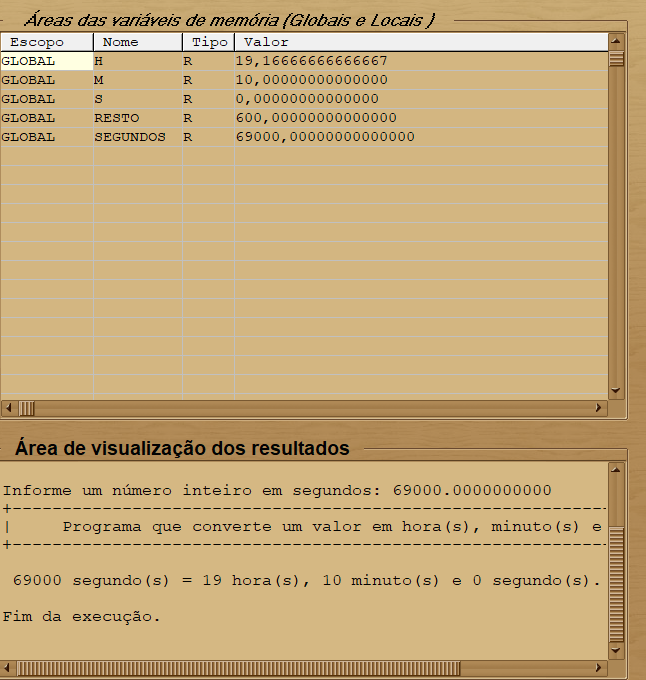 Áreas das variáveis de memória (Globais e Locais )
Escopo Nome Tipo Valor
GLOBAL H R 19,16666666666667
GLOBAL M R 10,00000000000000
GLOBAL S R 0,00000000000000
GLOBAL RESTO R 600,00000000000000
GLOBAL SEGUNDOS R 69000,00000000000000
Área de visualização dos resultados
Informe um número inteiro em segundos: 69000.0000000000
+------------------------------------------------------------
| Programa que converte um valor em hora(s), minuto(s) e
+------------------------------------------------------------
69000 segundo(s) = 19 hora(s), 10 minuto(s) e 0 segundo(s).
Fim da execução.